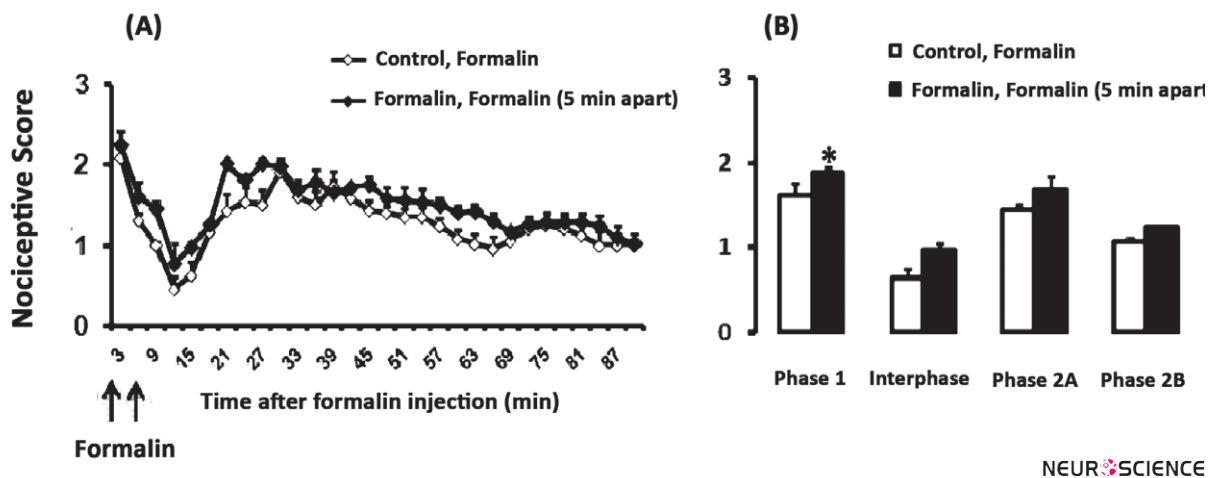 (A)
Control, Formalin
Formalin, Formalin (5 min apart)
Nociceptive Score
3
2
1
0
3 9 15 21 27 33 39 45 51 57 63 69 75 81 87
Time after formalin injection (min)
Formalin
(B)
Control, Formalin
Formalin, Formalin (5 min apart
3
2
1
0
*
Phase 1 Interphase Phase 2A Phase 2B
NEUROSCIENCE